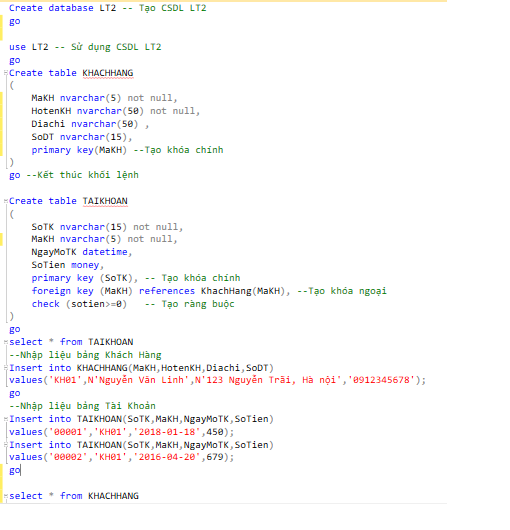 Create database LT2 -- Tạo CSDL LT2
go
use LT2 -- Sử dụng CSDL LT2
go
Create table KHACHHANG
(
MaKH nvarchar(5) not null,
HotenKH nvarchar(50) not null,
Diachi nvarchar(50) ,
SoDT nvarchar(15),
primary key(MaKH) --Tạo khóa chính
)
go --Kết thúc khối lệnh
Create table TAIKHOAN
(
SoTK nvarchar(15) not null,
MaKH nvarchar(5) not null,
NgayMoTK datetime,
SoTien money,
primary key (SoTK), -- Tạo khóa chính
foreign key (MaKH) references KhachHang(MaKH), --Tạo khóa ngoại
check (sotien>=0) -- Tạo ràng buộc
)
go
select * from TAIKHOAN
--Nhập liệu bảng Khách Hàng
Insert into KHACHHANG(MaKH,HotenKH,Diachi,SoDT)
values('KH01',N'Nguyễn Văn Linh',N'123 Nguyễn Trãi, Hà nội','0912345678');
go
--Nhập liệu bảng Tài Khoản
Insert into TAIKHOAN(SoTK,MaKH,NgayMoTK,SoTien)
values('00001','KH01','2018-01-18',450);
Insert into TAIKHOAN(SoTK,MaKH,NgayMoTK,SoTien)
values('00002','KH01','2016-04-20',679);
go
select * from KHACHHANG